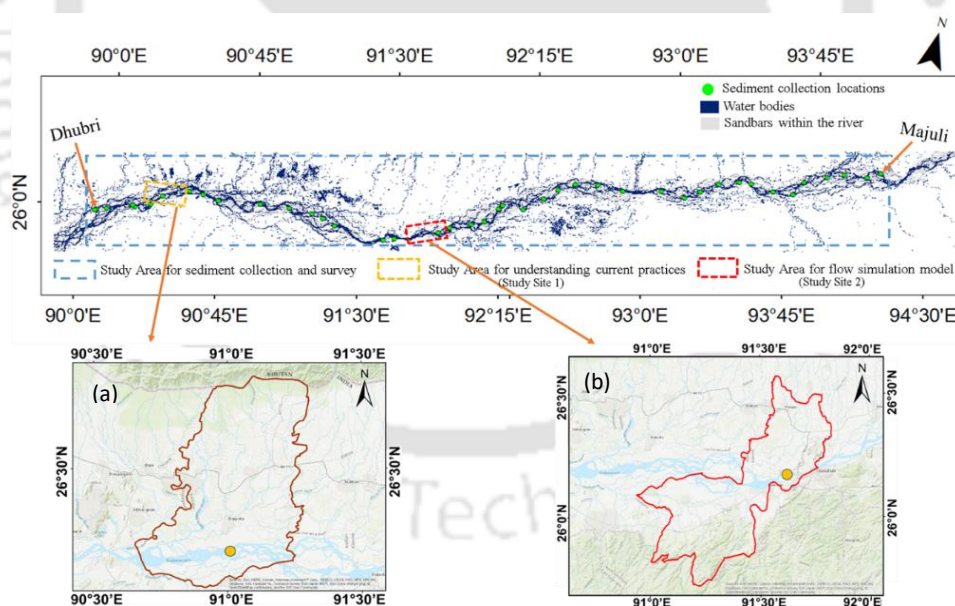 N
90°0'E 90°45'E 91°30'E 92°15'E 93°0'E 93°45'E
Sediment collection locations
Water bodies
Sandbars within the river
Dhubri
Majuli
26°0'N
Study Area for sediment collection and survey
Study Area for understanding current practices
(Study Site 1)
Study Area for flow simulation model
(Study Site 2)
90°0'E 90°45'E 91°30'E 92°15'E 93°0'E 93°45'E 94°30'E
90°30'E 91°0'E 91°30'E
(a)
BHUTAN
INDIA
N
26°30'N
26°30'N
90°30'E 91°0'E 91°30'E
91°0'E 91°30'E 92°0'E
(b)
N
26°30'N
26°30'N
26°0'N
26°0'N
91°0'E 91°30'E 92°0'E
Tech